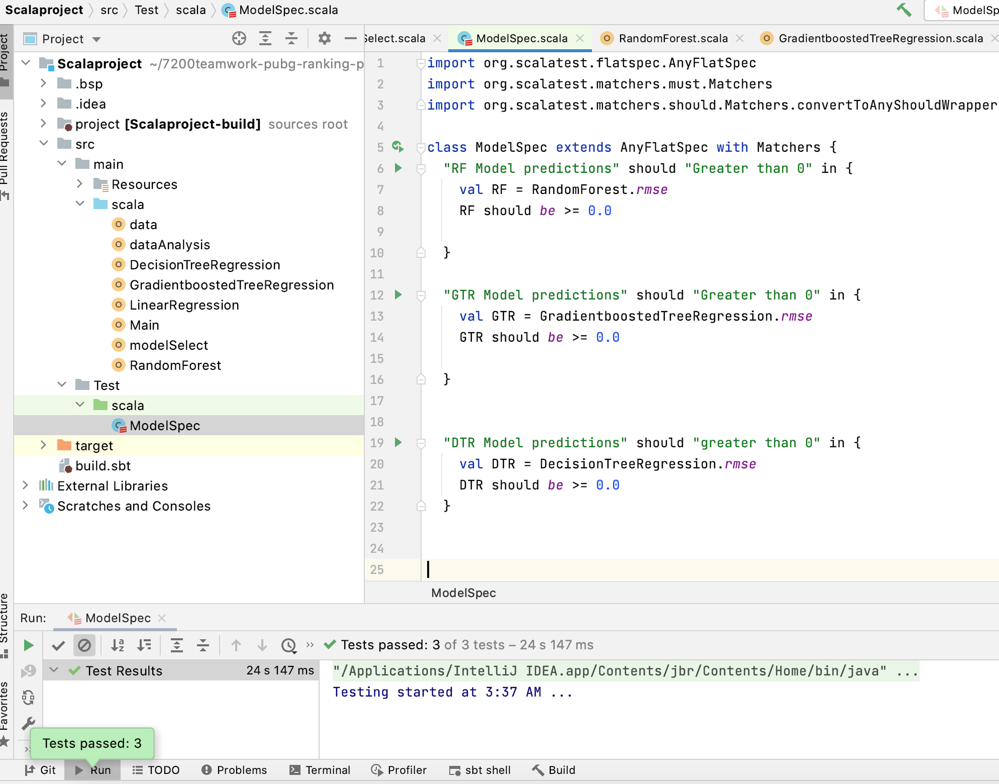 Scalaproject src Test scala ModelSpec.scala
Project
Select.scala ModelSpec.scala RandomForest.scala GradientboostedTreeRegression.scala
Project
Pull Requests
Structure
Favorites
Scalaproject ~/7200teamwork-pubg-ranking-p
.bsp
.idea
project [Scalaproject-build] sources root
src
main
Resources
scala
data
dataAnalysis
DecisionTreeRegression
GradientboostedTreeRegression
LinearRegression
Main
modelSelect
RandomForest
Test
scala
ModelSpec
target
build.sbt
External Libraries
Scratches and Consoles
1 import org.scalatest.flatspec.AnyFlatSpec
2 import org.scalatest.matchers.must.Matchers
3 import org.scalatest.matchers.should.Matchers.convertToAnyShouldWrapper
4
5 class ModelSpec extends AnyFlatSpec with Matchers {
6 "RF Model predictions" should "Greater than 0" in {
7 val RF = RandomForest.rmse
8 RF should be >= 0.0
9
10 }
11
12 "GTR Model predictions" should "Greater than 0" in {
13 val GTR = GradientboostedTreeRegression.rmse
14 GTR should be >= 0.0
15
16 }
17
18
19 "DTR Model predictions" should "greater than 0" in {
20 val DTR = DecisionTreeRegression.rmse
21 DTR should be >= 0.0
22 }
23
24
25
ModelSpec
Run: ModelSpec
Tests passed: 3 of 3 tests – 24 s 147 ms
Test Results 24 s 147 ms
"/Applications/IntelliJ IDEA.app/Contents/jbr/Contents/Home/bin/java" ...
Testing started at 3:37 AM ...
Tests passed: 3
Git Run TODO Problems Terminal Profiler sbt shell Build